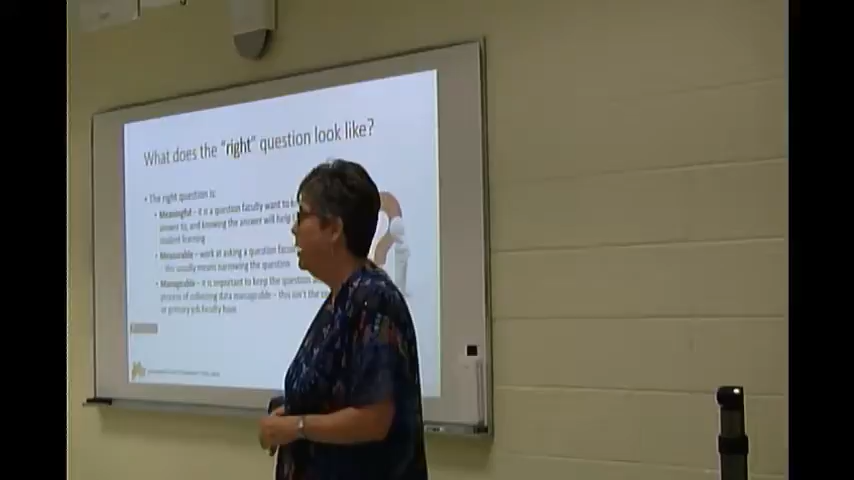 What does the "right" question look like?
• The right question is:
• Meaningful – it is a question faculty want to
answer to, and knowing the answer will help
student learning
• Measurable – work at asking a question
this usually means narrowing the question
• Manageable – it is important to keep the question
process of collecting data manageable – this isn't the
or primary job faculty have